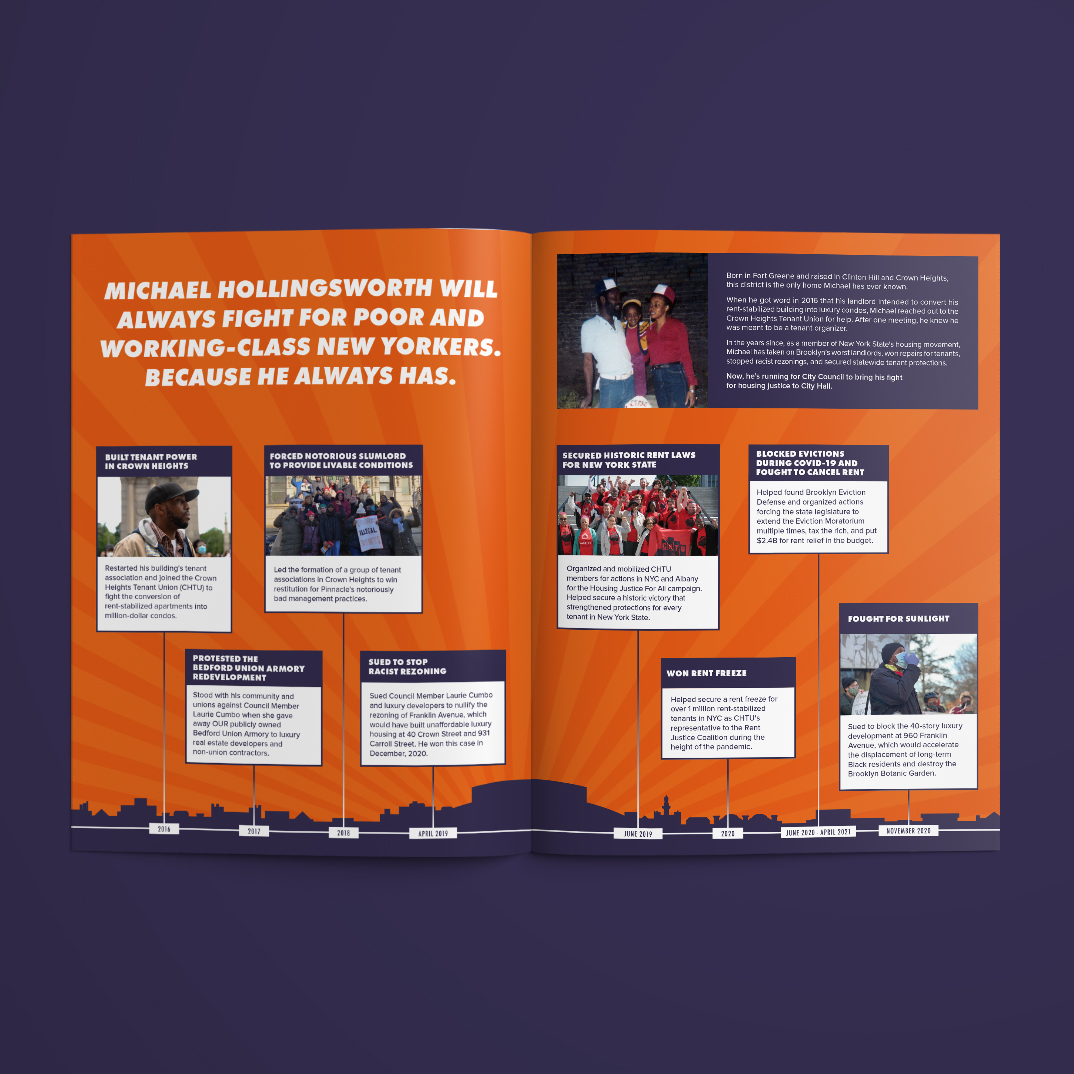 MICHAEL HOLLINGSWORTH WILL
ALWAYS FIGHT FOR POOR AND
WORKING-CLASS NEW YORKERS.
BECAUSE HE ALWAYS HAS.
BUILT TENANT POWER
IN CROWN HEIGHTS
Restarted his building's tenant
association and joined the Crown
Heights Tenant Union (CHTU) to
fight the conversion of
rent-stabilized apartments into
million-dollar condos.
2016
PROTESTED THE
BEDFORD UNION ARMORY
REDEVELOPMENT
Stood with his community and
unions against Council Member
Laurie Cumbo when she gave
away OUR publicly owned
Bedford Union Armory to luxury
real estate developers and
non-union contractors.
2017
FORCED NOTORIOUS SLUMLORD
TO PROVIDE LIVABLE CONDITIONS
ILLEGAL
Led the formation of a group of tenant
associations in Crown Heights to win
restitution for Pinnacle's notoriously
bad management practices.
2018
SUED TO STOP
RACIST REZONING
Sued Council Member Laurie Cumbo
and luxury developers to nullify the
rezoning of Franklin Avenue, which
would have built unaffordable luxury
housing at 40 Crown Street and 931
Carroll Street. He won this case in
December, 2020.
APRIL 2019
Born in Fort Greene and raised in Clinton Hill and Crown Heights,
this district is the only home Michael has ever known.
When he got word in 2016 that his landlord intended to convert his
rent-stabilized building into luxury condos, Michael reached out to the
Crown Heights Tenant Union for help. After one meeting, he knew he
was meant to be a tenant organizer.
In the years since, as a member of New York State's housing movement,
Michael has taken on Brooklyn's worst landlords, won repairs for tenants,
stopped racist rezonings, and secured statewide tenant protections.
Now, he's running for City Council to bring his fight
for housing justice to City Hall.
SECURED HISTORIC RENT LAWS
FOR NEW YORK STATE
Organized and mobilized CHTU
members for actions in NYC and Albany
for the Housing Justice For All campaign.
Helped secure a historic victory that
strengthened protections for every
tenant in New York State.
JUNE 2019
WON RENT FREEZE
Helped secure a rent freeze for
over 1 million rent-stabilized
tenants in NYC as CHTU's
representative to the Rent
Justice Coalition during the
height of the pandemic.
2020
BLOCKED EVICTIONS
DURING COVID-19 AND
FOUGHT TO CANCEL RENT
Helped found Brooklyn Eviction
Defense and organized actions
forcing the state legislature to
extend the Eviction Moratorium
multiple times, tax the rich, and put
$2.4B for rent relief in the budget.
JUNE 2020 APRIL 2021
FOUGHT FOR SUNLIGHT
Sued to block the 40-story luxury
development at 960 Franklin
Avenue, which would accelerate
the displacement of long-term
Black residents and destroy the
Brooklyn Botanic Garden.
NOVEMBER 2020